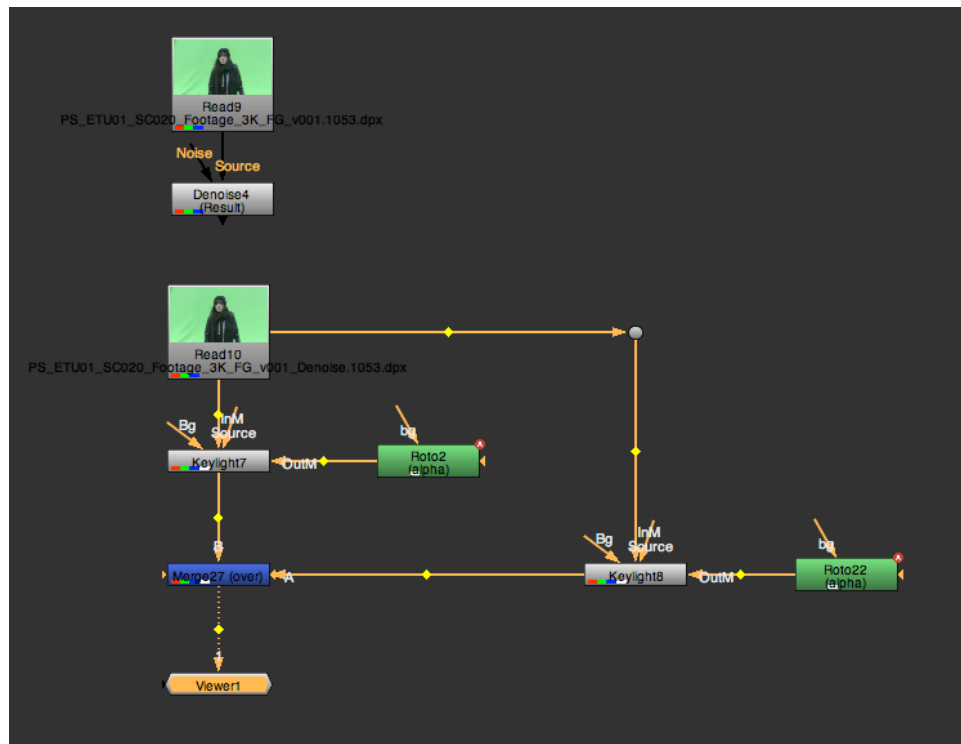 Read9
PS_ETU01_SC020_Footage_3K_FG_v001.1053.dpx
Noise
Source
Denoise4
(Result)
Read10
PS_ETU01_SC020_Footage_3K_FG_v001_Denoise.1053.dpx
Bg
InM
Source
bg
Keylight7
OutM
Roto2
(alpha)
Bg
InM
Source
bg
B
Merge27 (over)
A
Keylight8
OutM
Roto22
(alpha)
1
Viewer1